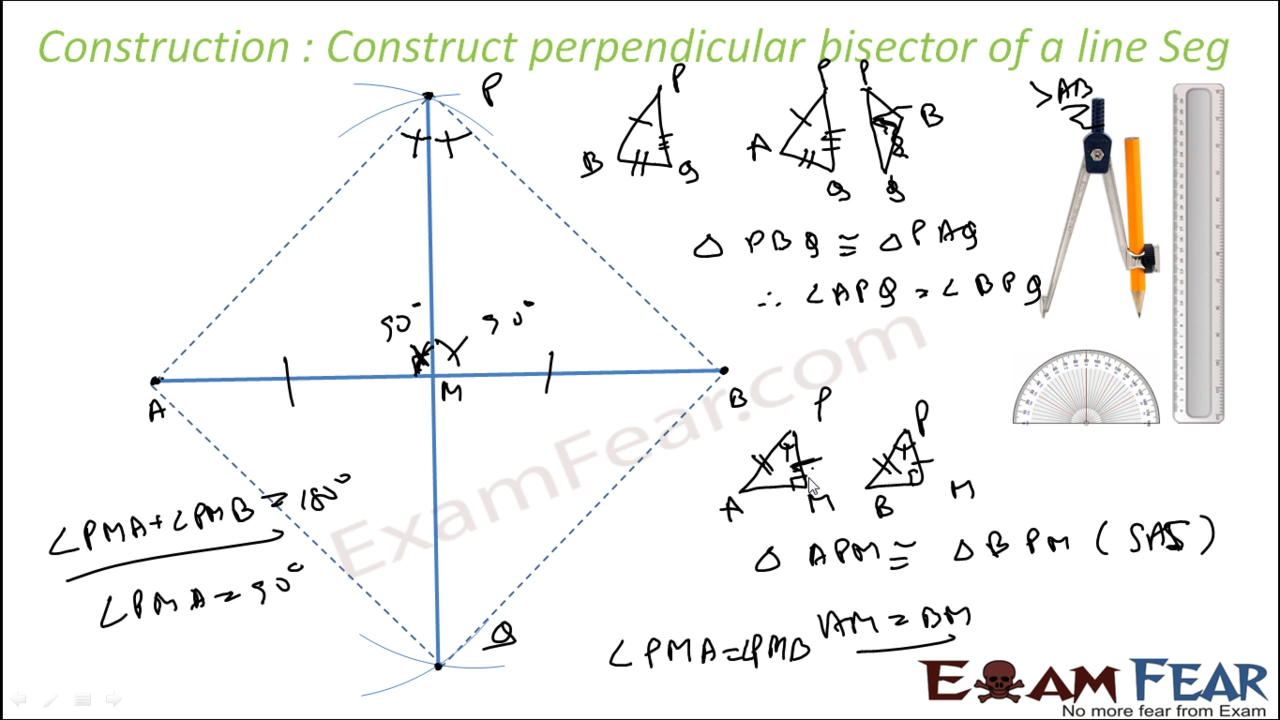 Construction : Construct perpendicular bisector of a line Seg
P
P
B Q
P
A
Q
P
B
Q
Q
> AB
2
△ PBQ ≅ △ PAQ
∴ ∠APQ = ∠BPQ
90° 90°
A
M
B
ExamFear.com
P
A M
P
B M
∠PMA + ∠PMB = 180°
∠PMA = 90°
△ APM ≅ △ BPM (SAS)
AM = BM
∠PMA = ∠PMB
Q
EXAM FEAR
No more fear from Exam